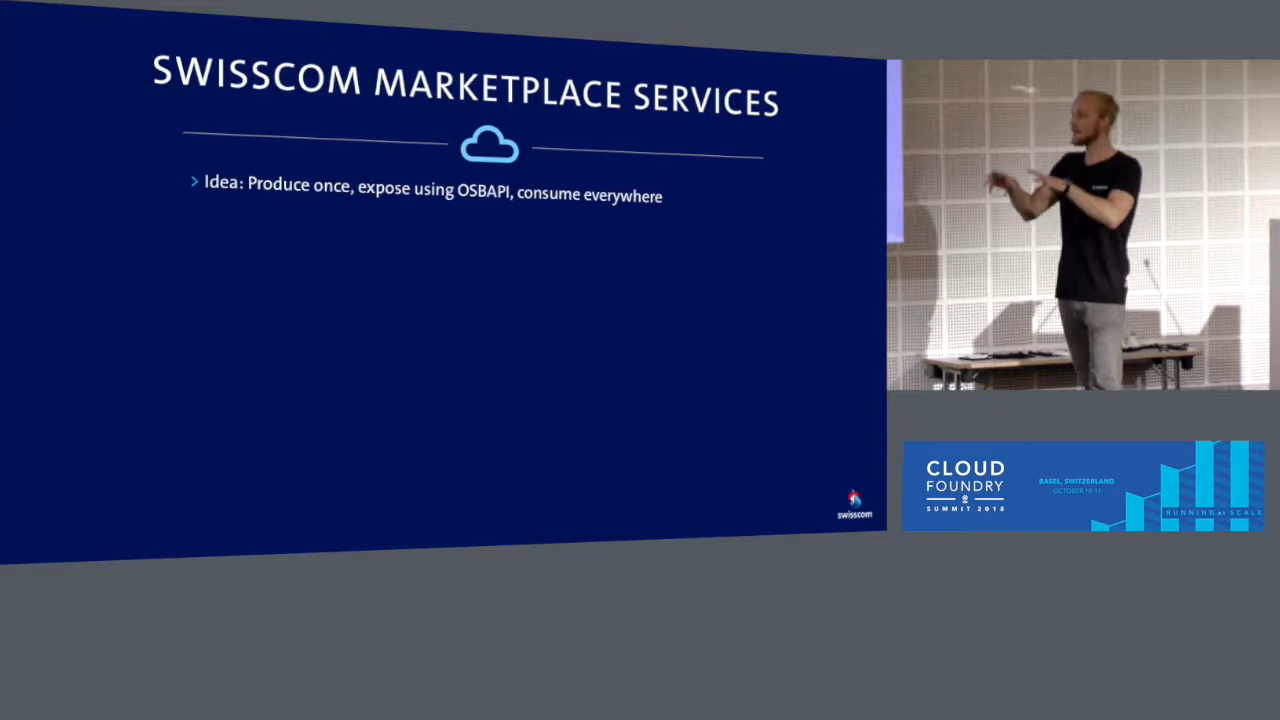 SWISSCOM MARKETPLACE SERVICES
> Idea: Produce once, expose using OSBAPI, consume everywhere
swisscom
CLOUD
FOUNDRY
SUMMIT 2018
BASEL, SWITZERLAND
OCTOBER 10-11
RUNNING at SCALE